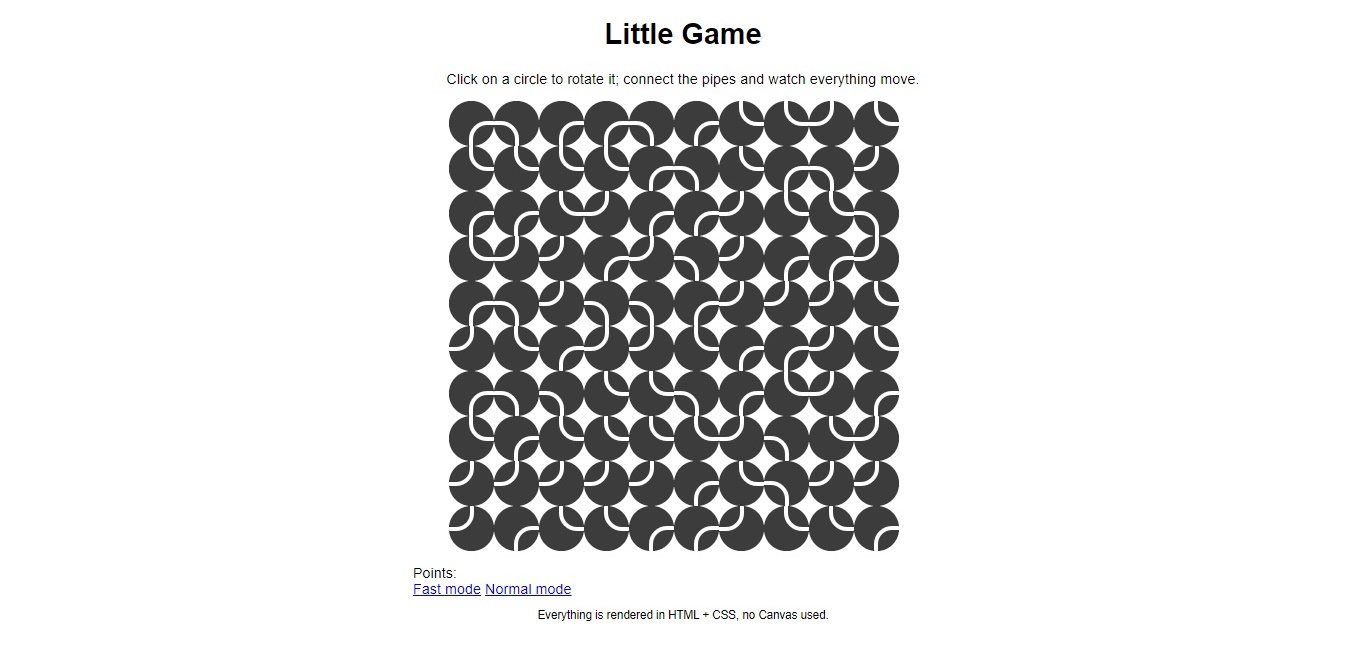 Little Game
Click on a circle to rotate it; connect the pipes and watch everything move.
Points:
Fast mode Normal mode
Everything is rendered in HTML + CSS, no Canvas used.